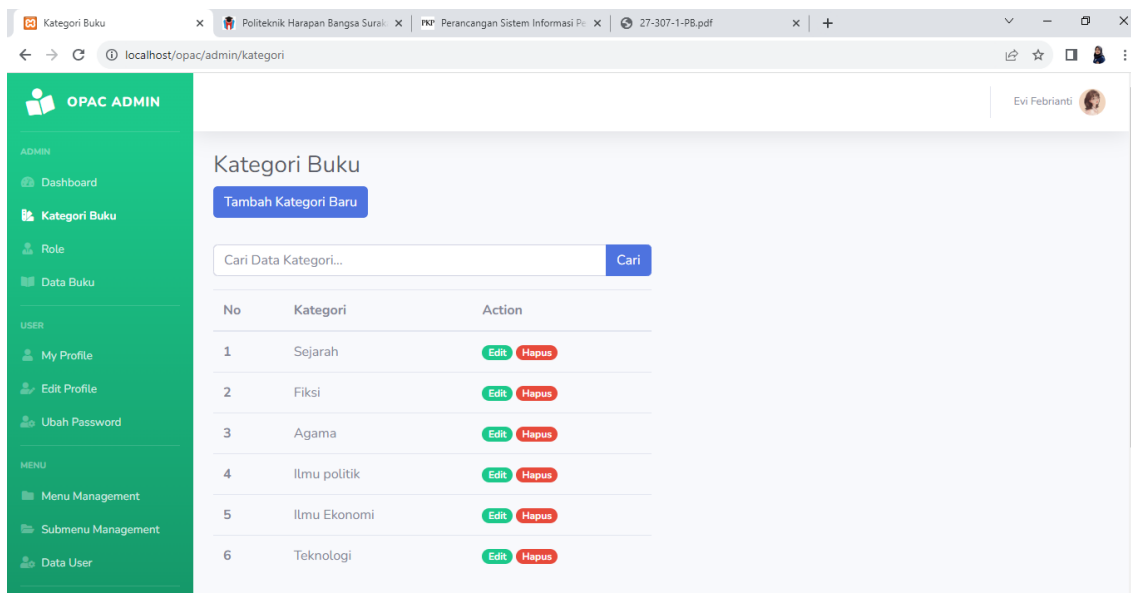 Kategori Buku
Politeknik Harapan Bangsa Surak
PKP Perancangan Sistem Informasi Pe
27-307-1-PB.pdf
localhost/opac/admin/kategori
OPAC ADMIN
Evi Febrianti
ADMIN
Dashboard
Kategori Buku
Role
Data Buku
USER
My Profile
Edit Profile
Ubah Password
MENU
Menu Management
Submenu Management
Data User
Kategori Buku
Tambah Kategori Baru
Cari Data Kategori... Cari
No Kategori Action
1 Sejarah Edit Hapus
2 Fiksi Edit Hapus
3 Agama Edit Hapus
4 Ilmu politik Edit Hapus
5 Ilmu Ekonomi Edit Hapus
6 Teknologi Edit Hapus